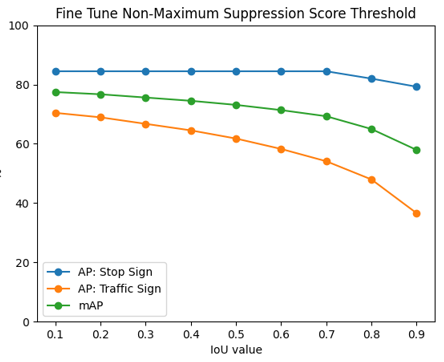 Fine Tune Non-Maximum Suppression Score Threshold
100
80
60
40
20
0
AP: Stop Sign
AP: Traffic Sign
mAP
0.1 0.2 0.3 0.4 0.5 0.6 0.7 0.8 0.9
IoU value